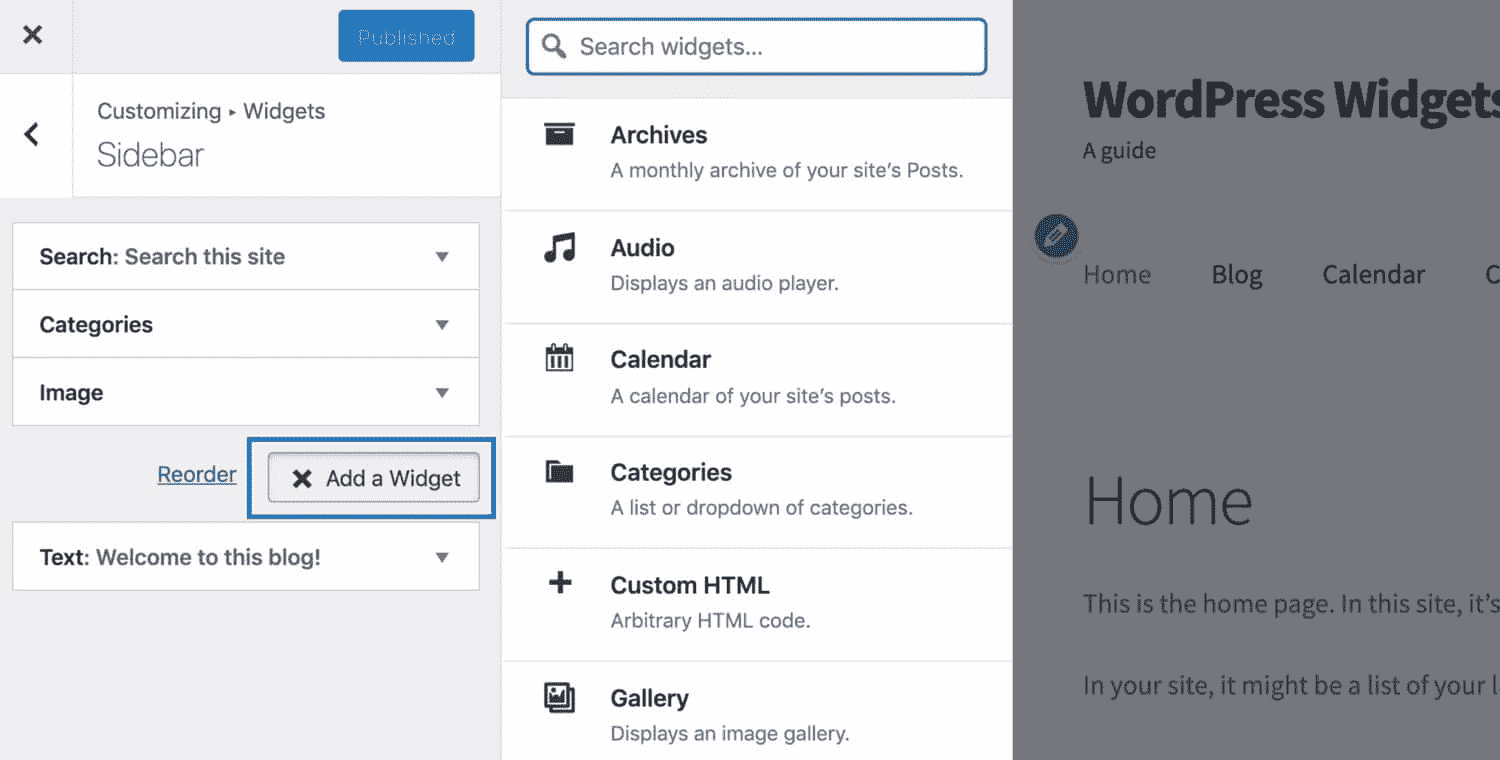 Published
Customizing ▸ Widgets
Sidebar
Search: Search this site
Categories
Image
Reorder
Add a Widget
Text: Welcome to this blog!
Search widgets...
Archives
A monthly archive of your site's Posts.
Audio
Displays an audio player.
Calendar
A calendar of your site's posts.
Categories
A list or dropdown of categories.
Custom HTML
Arbitrary HTML code.
Gallery
Displays an image gallery.
WordPress Widgets
A guide
Home Blog Calendar C
Home
This is the home page. In this site, it's
In your site, it might be a list of your l